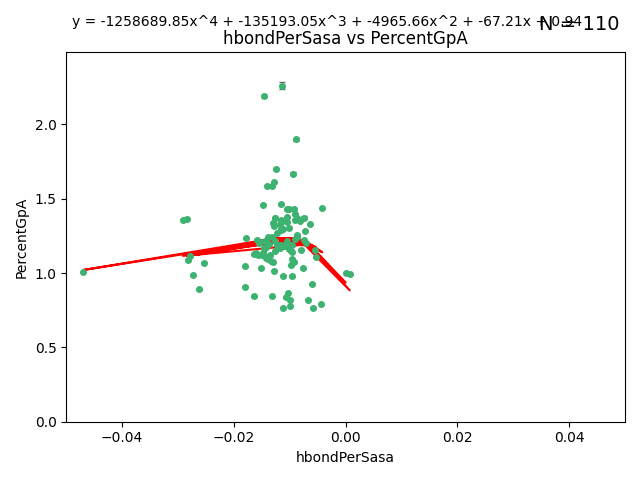 y = -1258689.85x^4 + -135193.05x^3 + -4965.66x^2 + -67.21x + 0.94
N = 110
hbondPerSasa vs PercentGpA
PercentGpA
2.0
1.5
1.0
0.5
0.0
−0.04 −0.02 0.00 0.02 0.04
hbondPerSasa